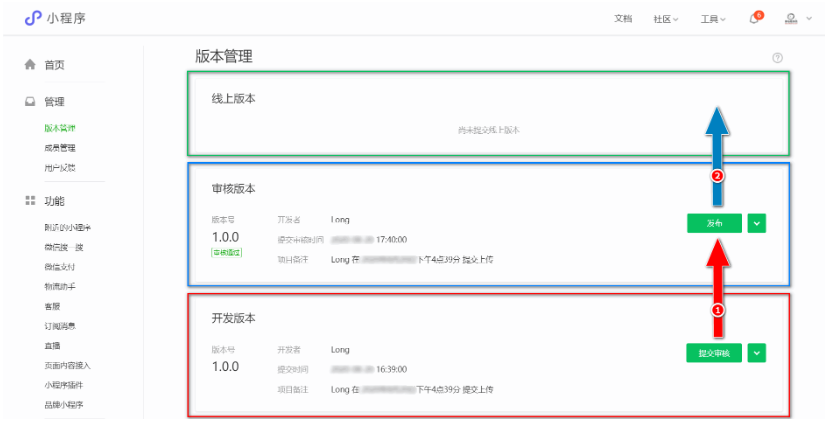 小程序
文档 社区 工具 6
首页
管理
版本管理
成员管理
用户反馈
功能
附近的小程序
微信搜一搜
微信支付
物流助手
客服
订阅消息
直播
页面内容接入
小程序插件
品牌小程序
版本管理
线上版本
尚未提交线上版本
2
审核版本
版本号 开发者 Long
发布
1.0.0 提交审核时间 17:40:00
审核通过
项目备注 Long 在 下午4点39分 提交上传
1
开发版本
版本号 开发者 Long
提交审核
1.0.0 提交时间 16:39:00
项目备注 Long 在 下午4点39分 提交上传